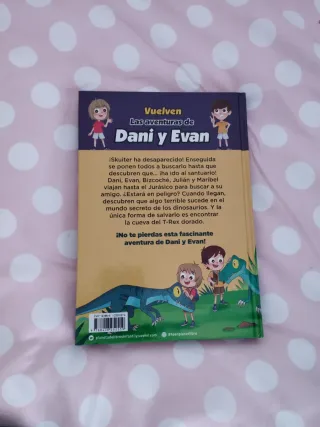 Vuelven
Las aventuras de
Dani y Evan
¡Skuiter ha desaparecido! Enseguida
se ponen todos a buscarlo hasta que
descubren que... ¡ha ido al santuario!
Dani, Evan, Bizcoché, Julián y Maribel
viajan hasta el Jurásico para buscar a su
amigo. ¿Estará en peligro? Cuando llegan,
descubren que algo terrible sucede en el
mundo secreto de los dinosaurios. Y la
única forma de salvarlo es encontrar
la cueva del T-Rex dorado.
¡No te pierdas esta fascinante
aventura de Dani y Evan!